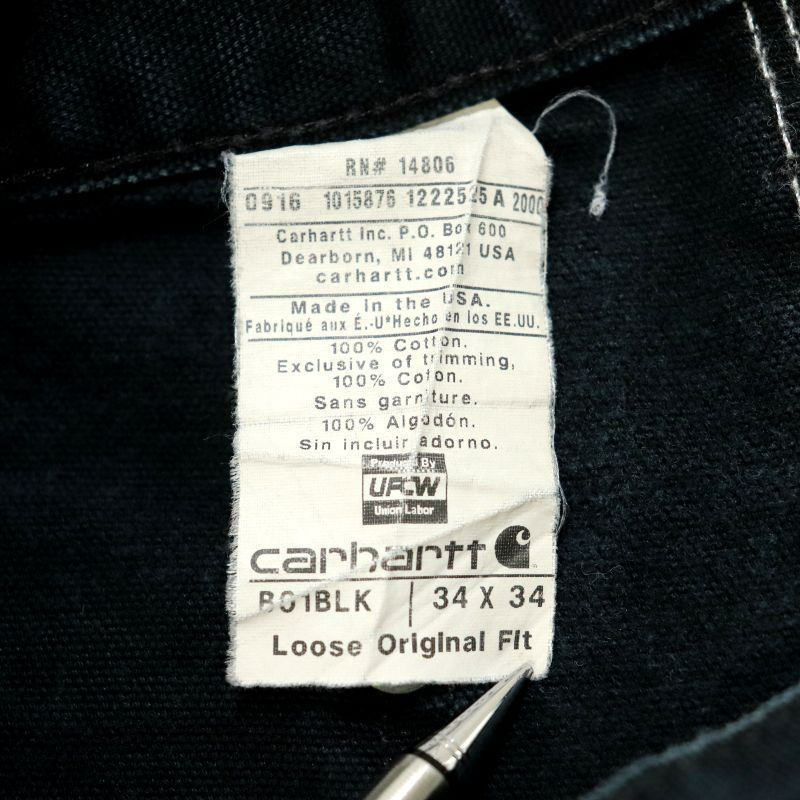 RN# 14806
0916 1015876 1222525 A 2000
Carhartt Inc. P.O. Box 600
Dearborn, MI 48121 USA
carhartt.com
Made in the USA.
Fabriqué aux É.-U*Hecho en los EE.UU.
100% Cotton.
Exclusive of trimming,
100% Coton.
Sans garniture.
100% Algodón.
Sin incluir adorno.
Produced By
UFCW
Union Labor
carhartt
B01BLK | 34 X 34
Loose Original Fit